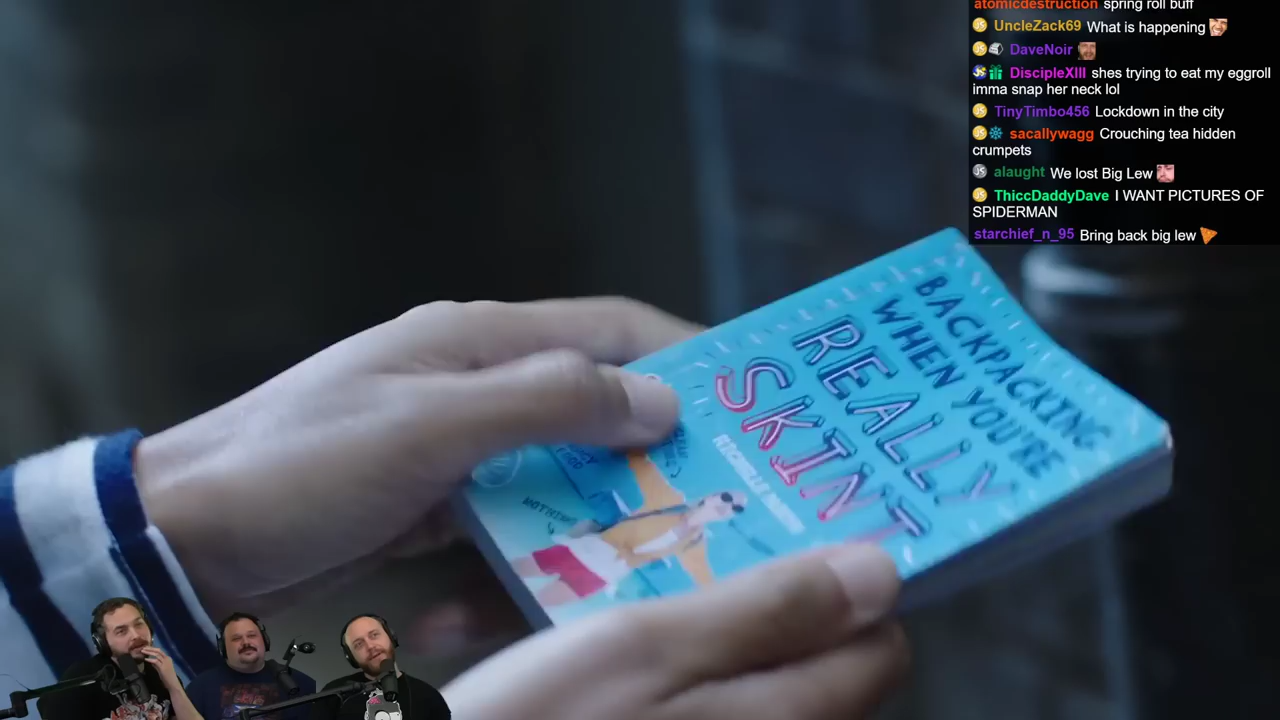 atomicdestruction spring roll buff
UncleZack69 What is happening
DaveNoir
DiscipleXIII shes trying to eat my eggroll
imma snap her neck lol
TinyTimbo456 Lockdown in the city
sacallywagg Crouching tea hidden
crumpets
alaught We lost Big Lew
ThiccDaddyDave I WANT PICTURES OF
SPIDERMAN
starchief_n_95 Bring back big lew
BACKPACKING
WHEN YOU'RE
REALLY
SKINT
NOTHING